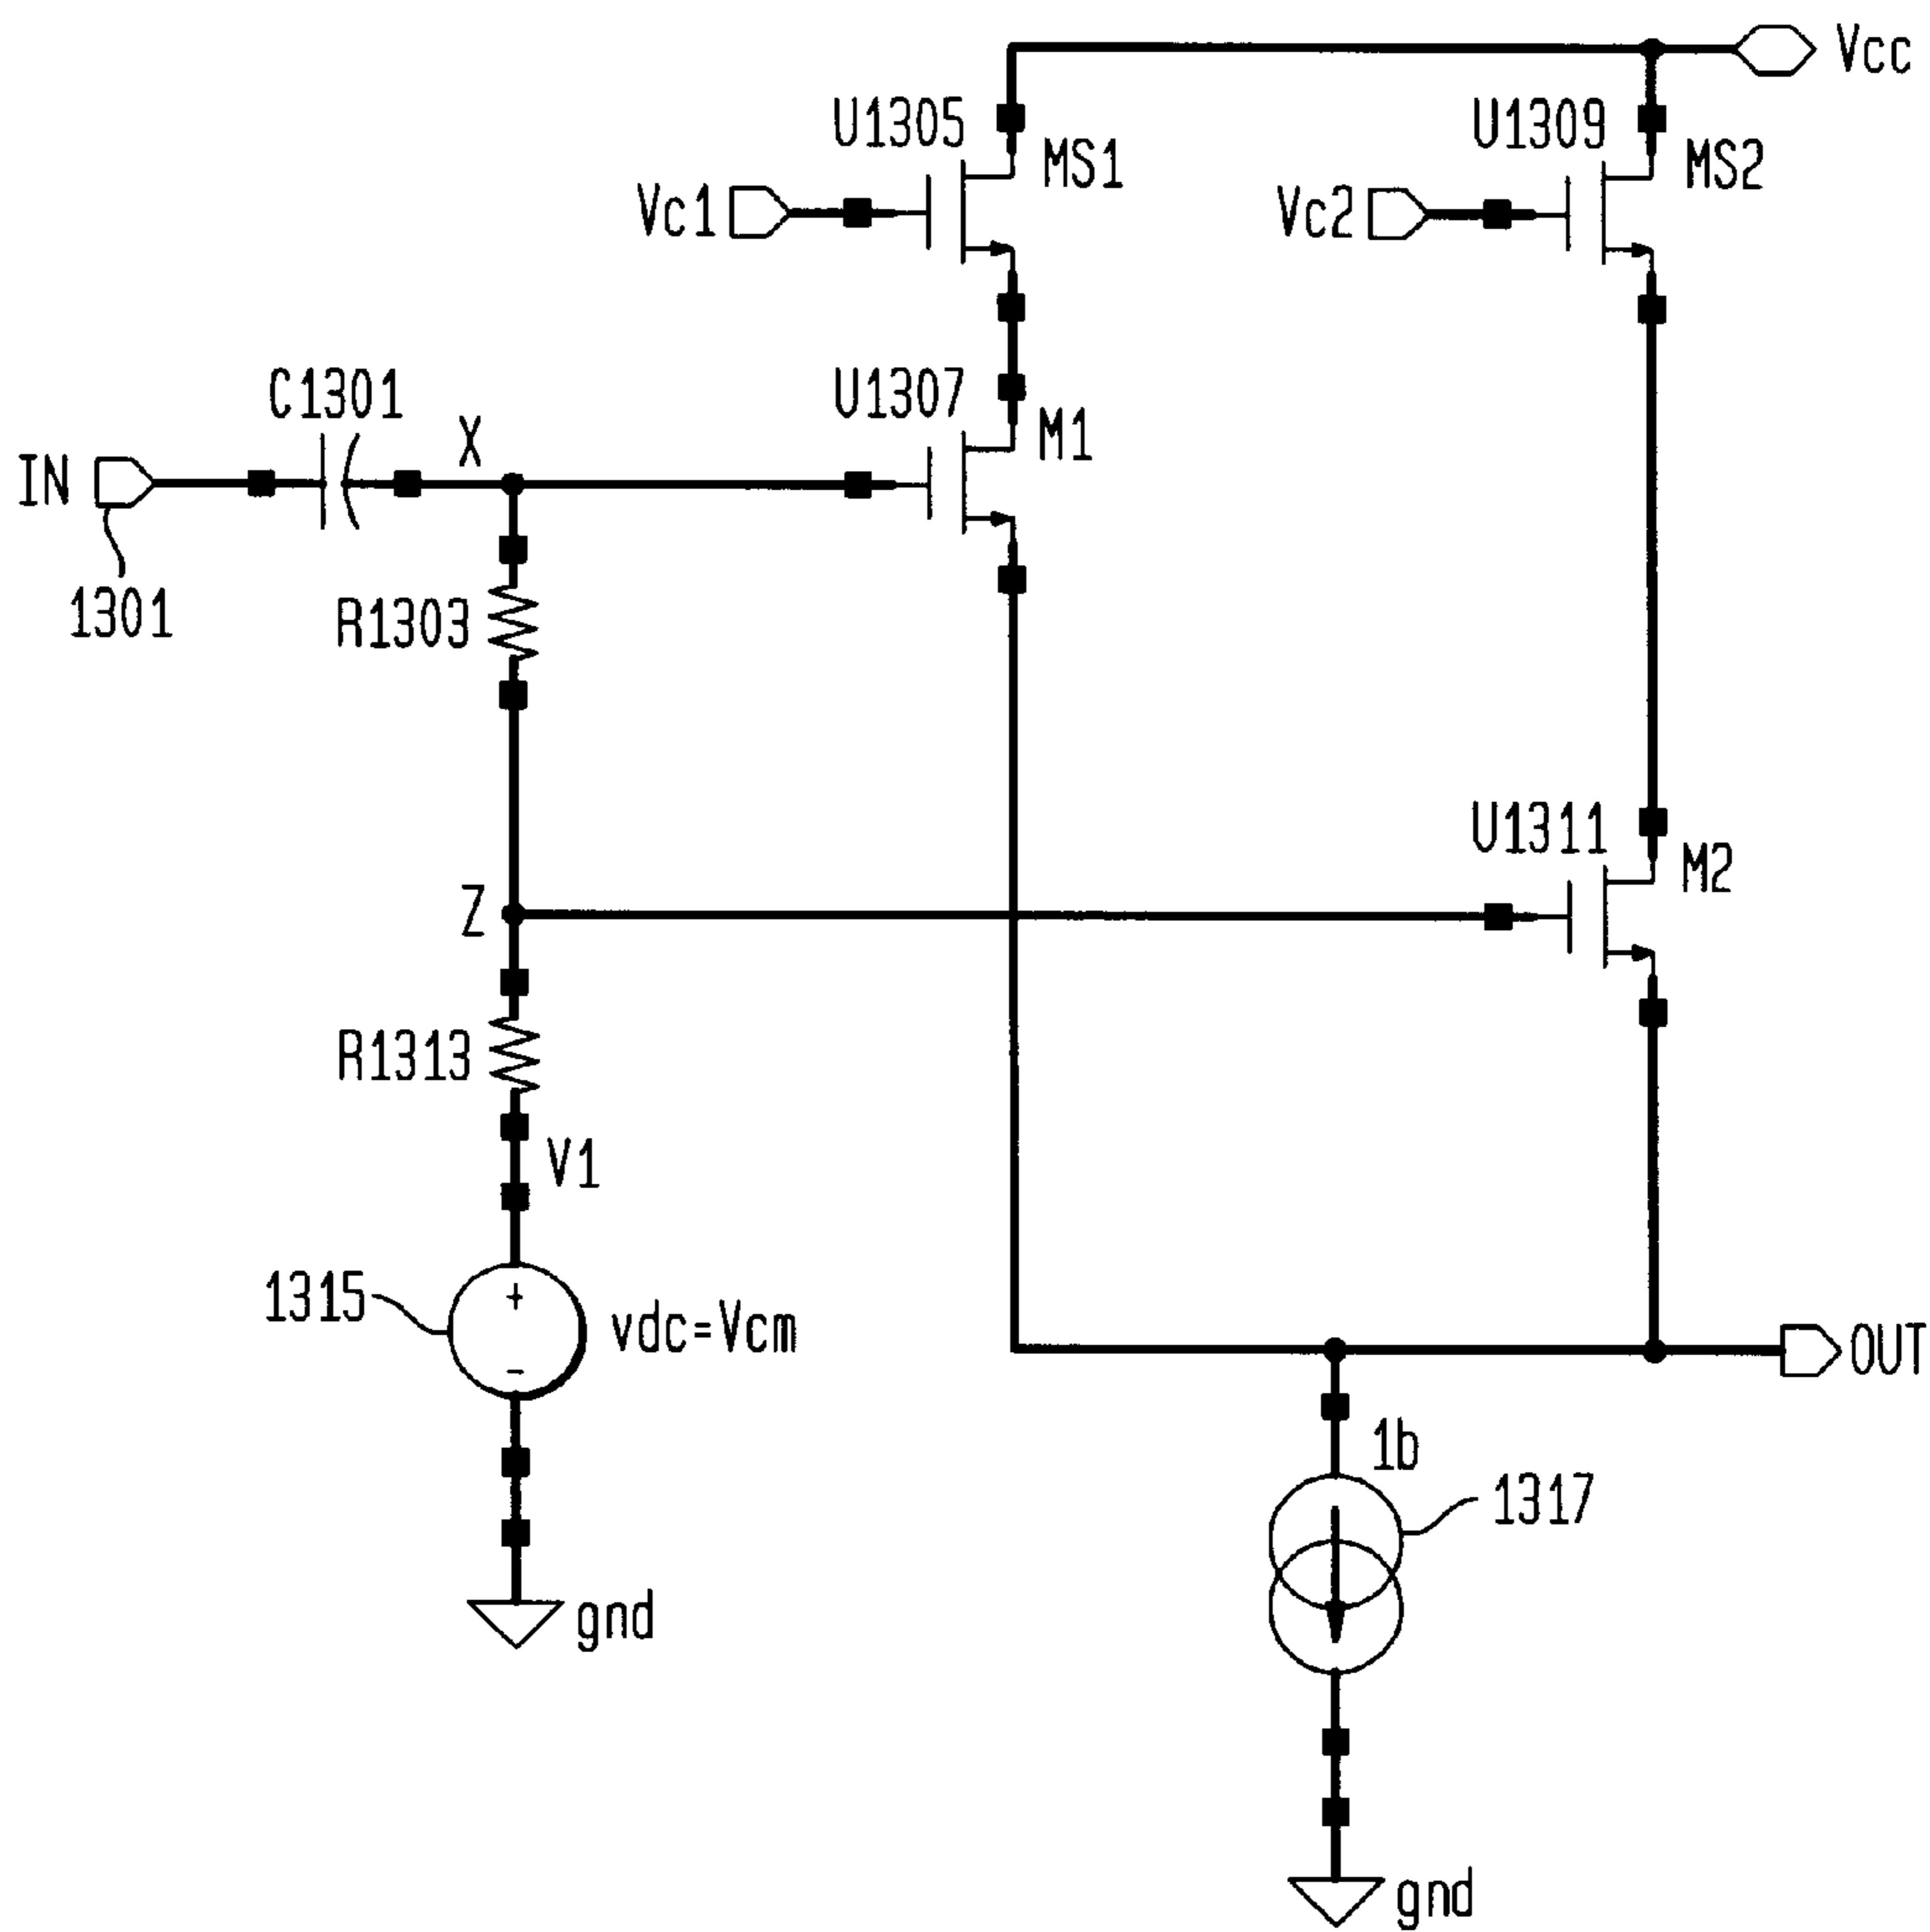 Vcc
U1305
MS1
U1309
MS2
Vc1
Vc2
C1301
X
U1307
M1
IN
1301
R1303
U1311
M2
Z
R1313
V1
1315
+
-
vdc=Vcm
OUT
1b
1317
gnd
gnd